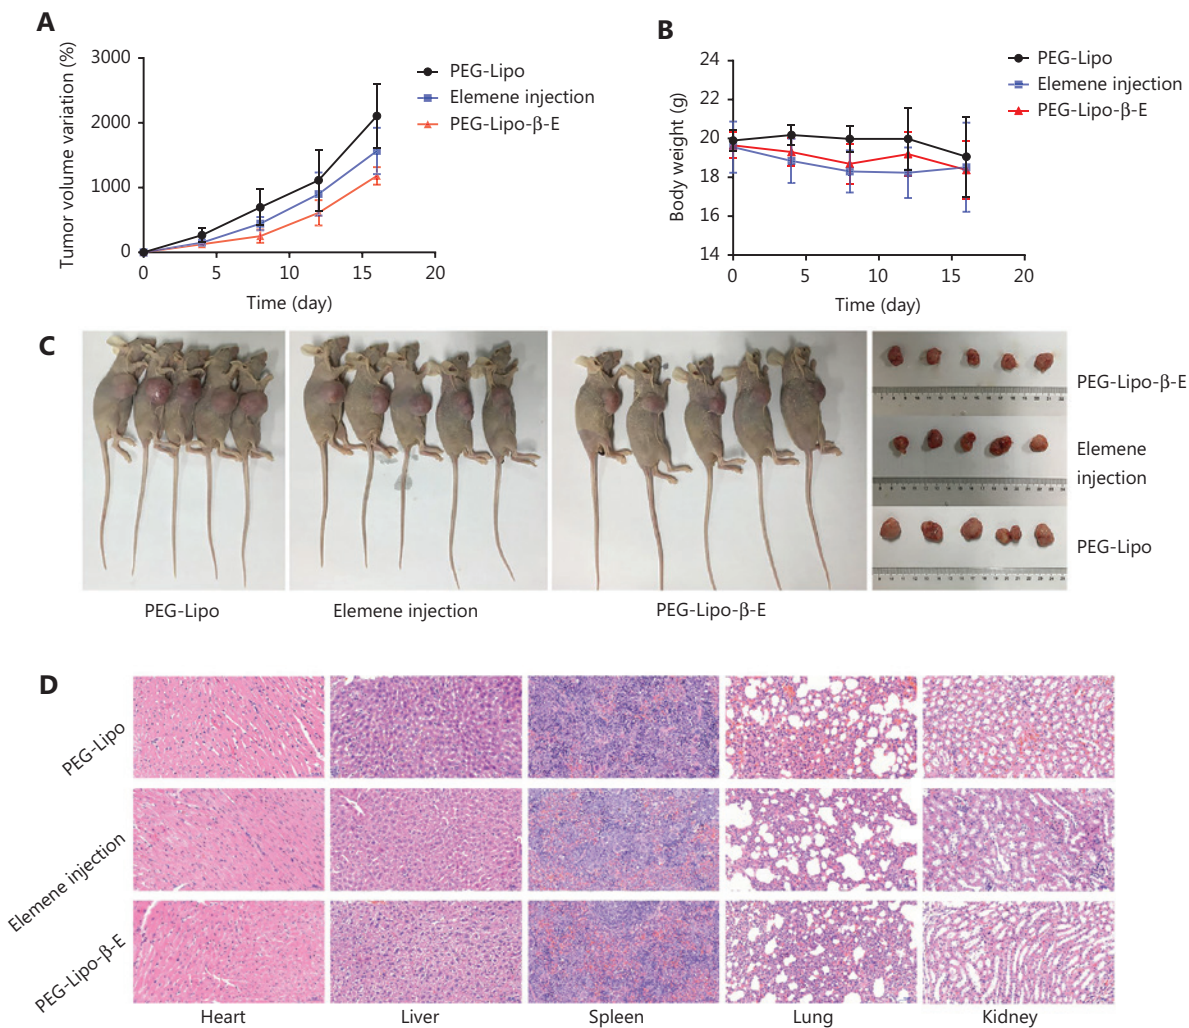 A
Tumor volume variation (%)
3000
2000
1000
0
0 5 10 15 20
Time (day)
PEG-Lipo
Elemene injection
PEG-Lipo-β-E
B
Body weight (g)
24
22
20
18
16
14
0 5 10 15 20
Time (day)
PEG-Lipo
Elemene injection
PEG-Lipo-β-E
C
PEG-Lipo
Elemene injection
PEG-Lipo-β-E
PEG-Lipo-β-E
Elemene
injection
PEG-Lipo
D
PEG-Lipo
Elemene injection
PEG-Lipo-β-E
Heart
Liver
Spleen
Lung
Kidney